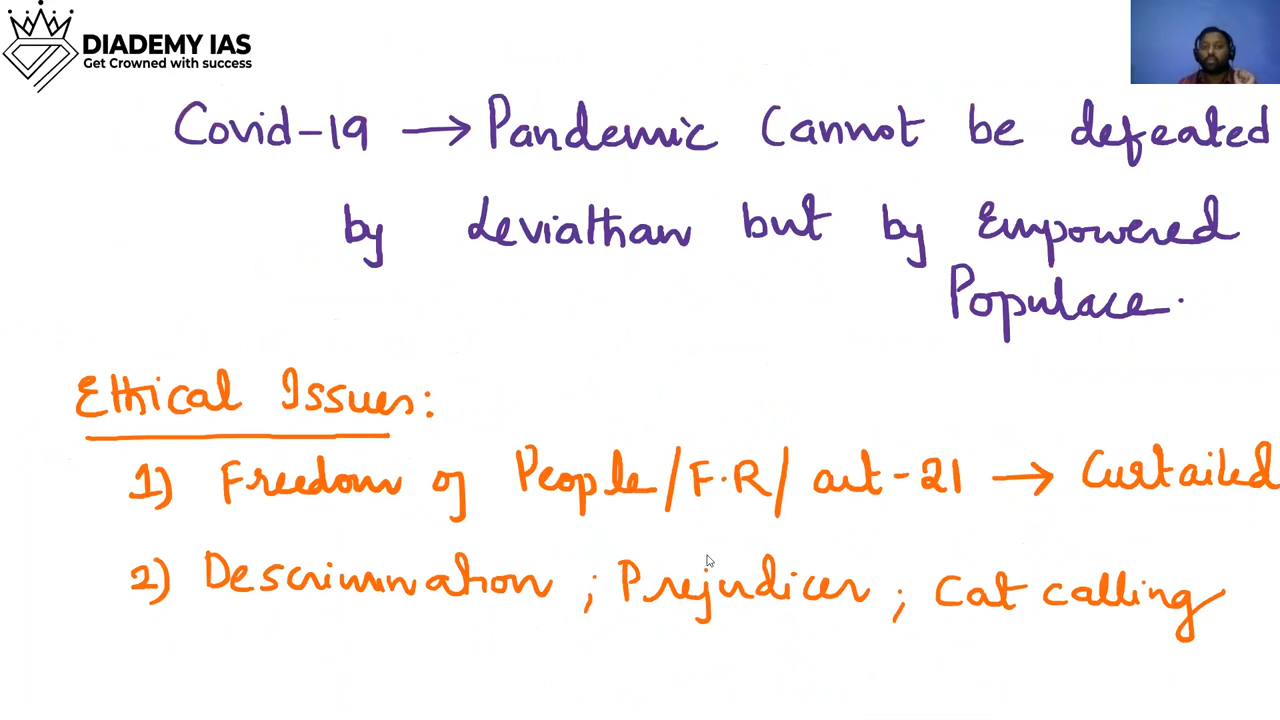 DIADEMY IAS
Get Crowned with success
Covid-19 → Pandemic Cannot be defeated
by Leviathan but by Empowered
Populace.
Ethical Issues:
1) Freedom of People/F.R/ art-21 → Curtailed
2) Descrimination ; Prejudices ; Cat calling